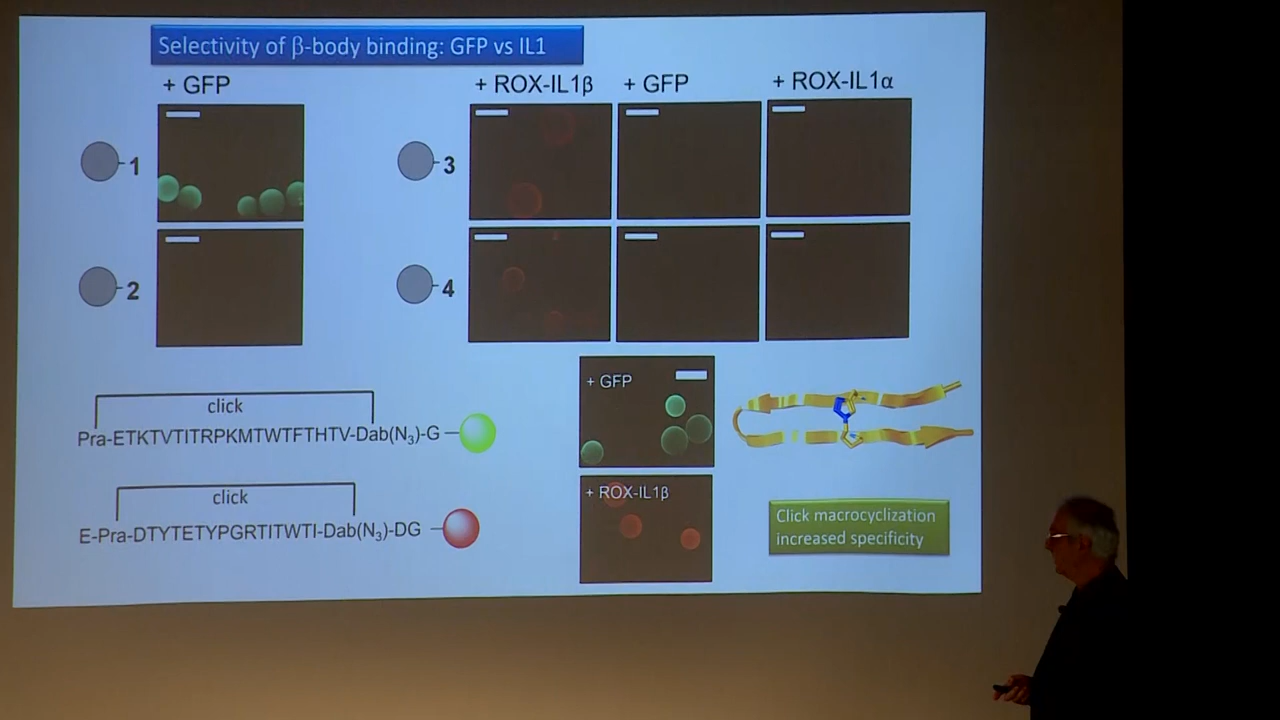 Selectivity of β-body binding: GFP vs IL1
+ GFP
+ ROX-IL1β
+ GFP
+ ROX-IL1α
1
3
2
4
click
Pra-ETKTVTITRPKMTWTFTHTV-Dab(N₃)-G
click
E-Pra-DTYTETYPGRTITWTI-Dab(N₃)-DG
+ GFP
+ ROX-IL1β
Click macrocyclization
increased specificity